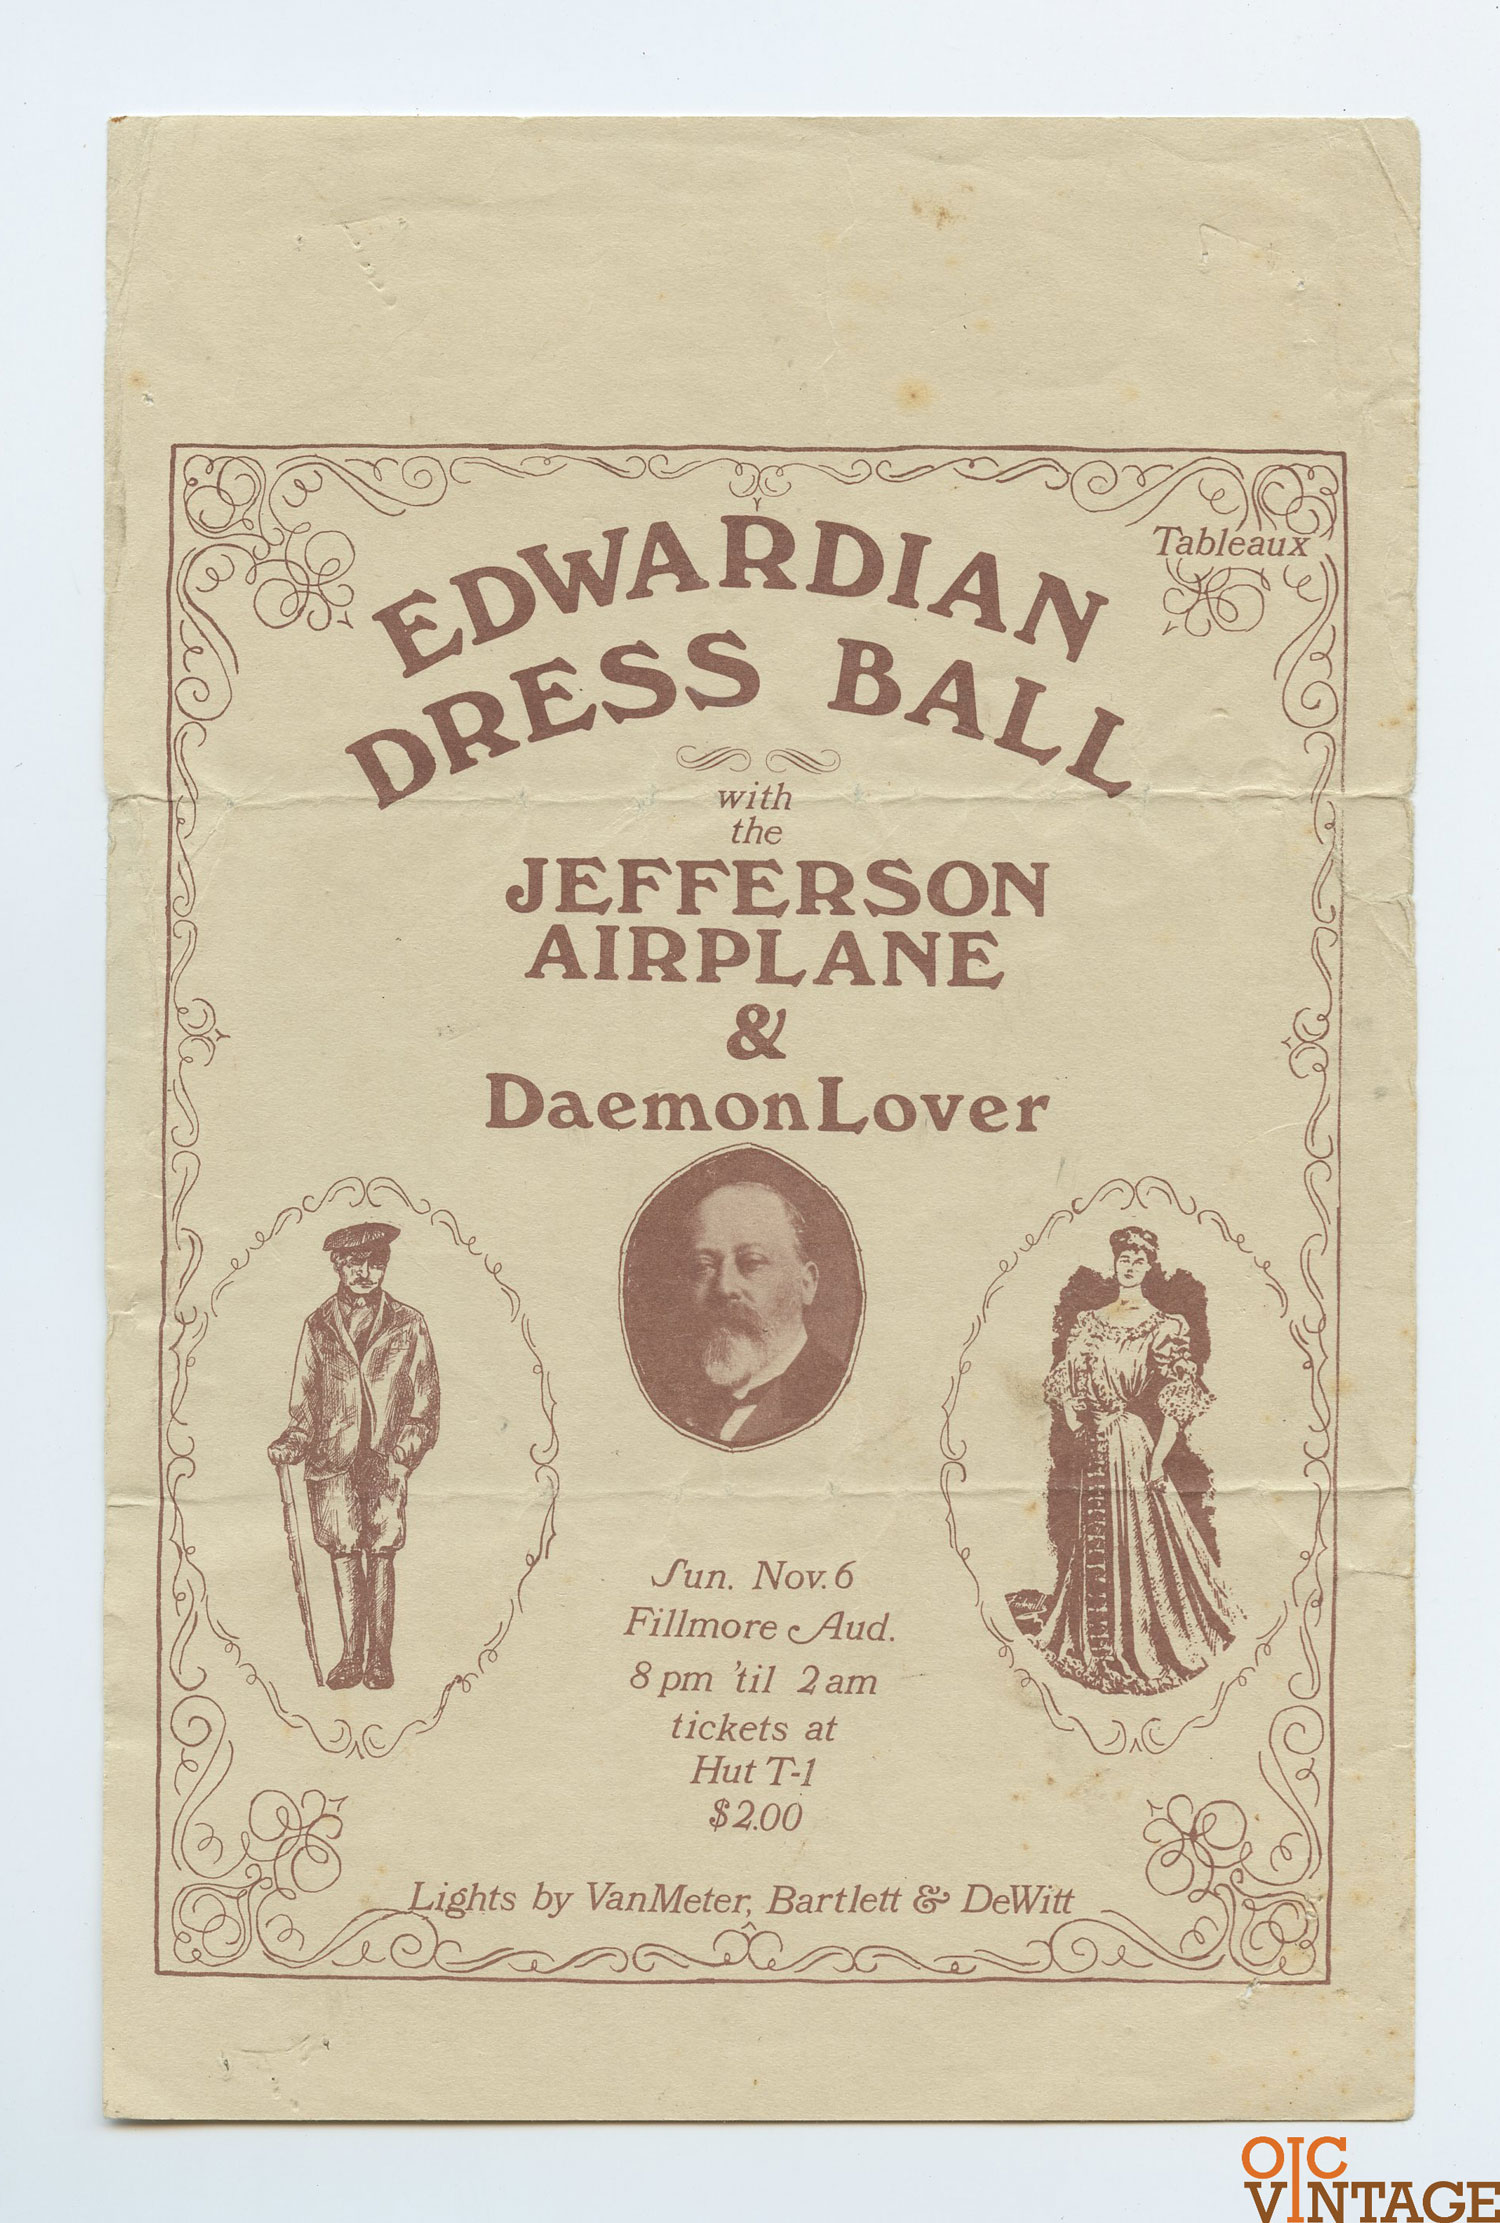 Tableaux
EDWARDIAN
DRESS BALL
with
the
JEFFERSON
AIRPLANE
&
Daemon Lover
Sun. Nov. 6
Fillmore Aud.
8 pm 'til 2 am
tickets at
Hut T-1
$2.00
Lights by VanMeter, Bartlett & DeWitt
OIC
VINTAGE